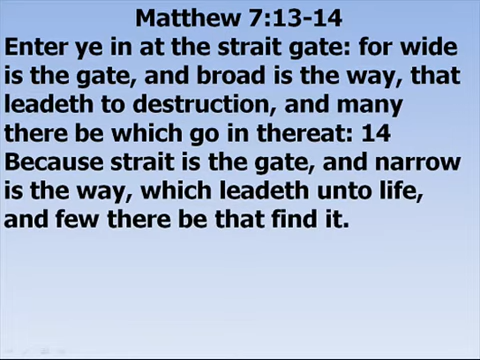 Matthew 7:13-14
Enter ye in at the strait gate: for wide
is the gate, and broad is the way, that
leadeth to destruction, and many
there be which go in thereat: 14
Because strait is the gate, and narrow
is the way, which leadeth unto life,
and few there be that find it.